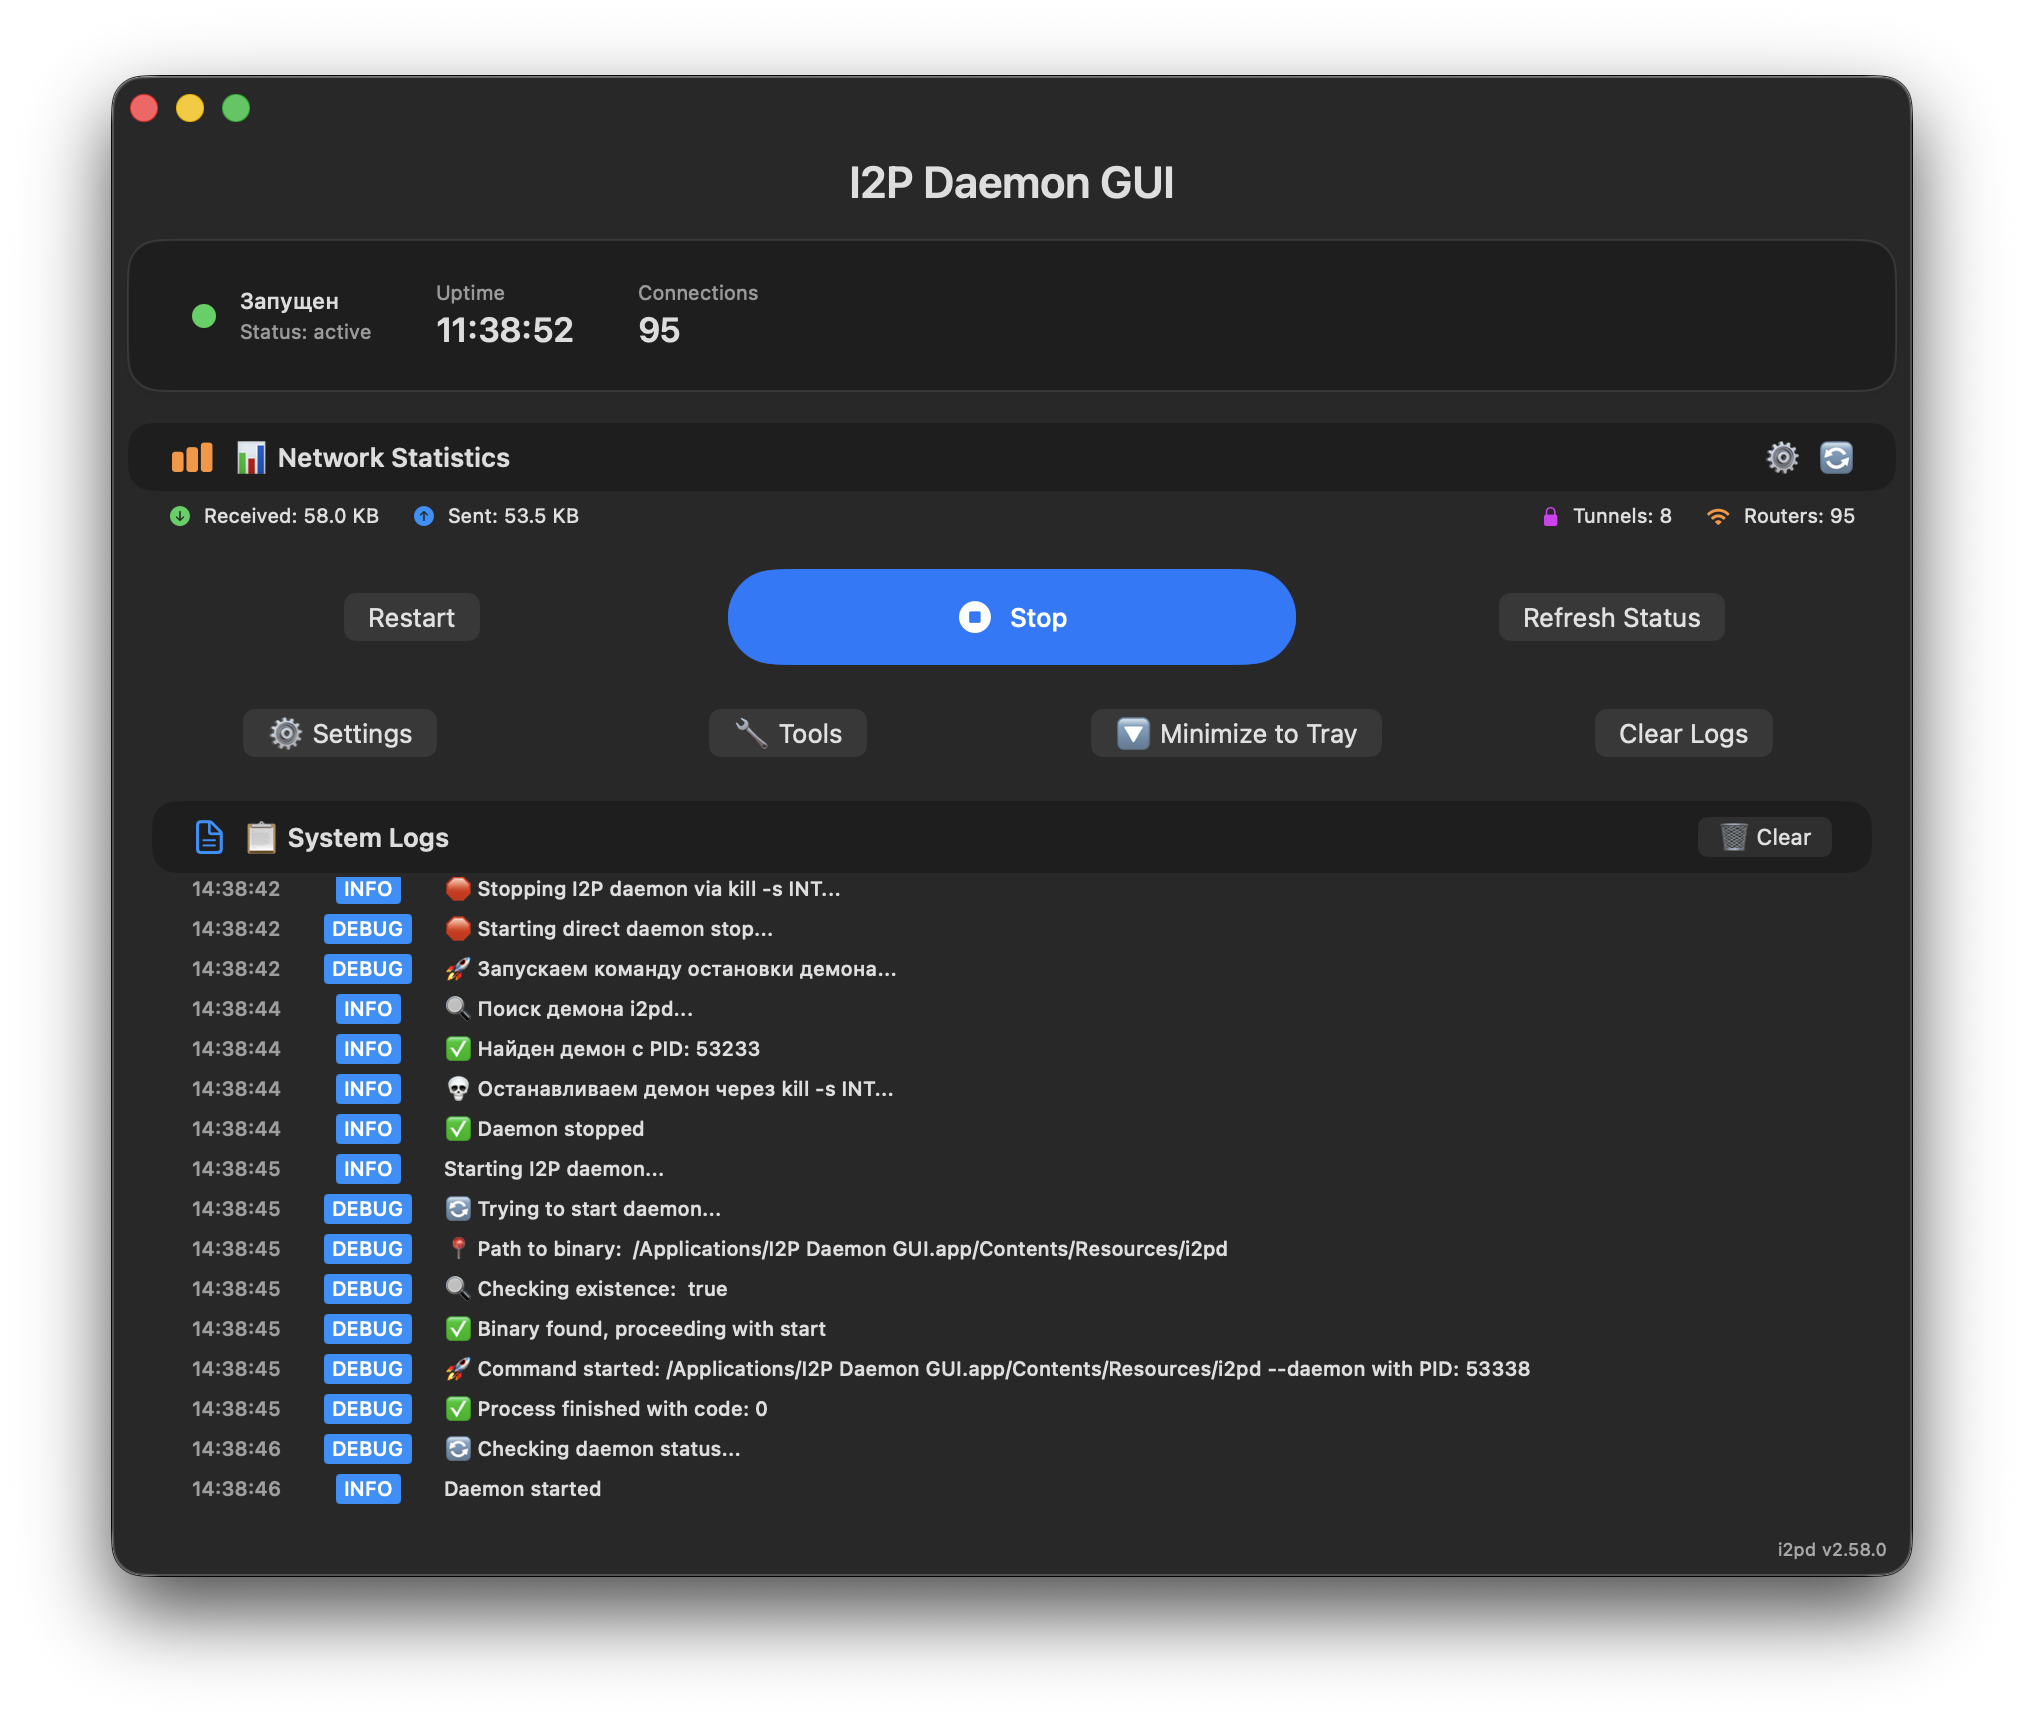 I2P Daemon GUI
Запущен
Status: active
Uptime
11:38:52
Connections
95
📊 Network Statistics
Received: 58.0 KB
Sent: 53.5 KB
Tunnels: 8
Routers: 95
Restart
Stop
Refresh Status
⚙️ Settings
🔧 Tools
🔽 Minimize to Tray
Clear Logs
📋 System Logs
🗑️ Clear
14:38:42 INFO 🛑 Stopping I2P daemon via kill -s INT...
14:38:42 DEBUG 🛑 Starting direct daemon stop...
14:38:42 DEBUG 🚀 Запускаем команду остановки демона...
14:38:44 INFO 🔍 Поиск демона i2pd...
14:38:44 INFO ✅ Найден демон с PID: 53233
14:38:44 INFO 💀 Останавливаем демон через kill -s INT...
14:38:44 INFO ✅ Daemon stopped
14:38:45 INFO Starting I2P daemon...
14:38:45 DEBUG 🔄 Trying to start daemon...
14:38:45 DEBUG 📍 Path to binary: /Applications/I2P Daemon GUI.app/Contents/Resources/i2pd
14:38:45 DEBUG 🔍 Checking existence: true
14:38:45 DEBUG ✅ Binary found, proceeding with start
14:38:45 DEBUG 🚀 Command started: /Applications/I2P Daemon GUI.app/Contents/Resources/i2pd --daemon with PID: 53338
14:38:45 DEBUG ✅ Process finished with code: 0
14:38:46 DEBUG 🔄 Checking daemon status...
14:38:46 INFO Daemon started
i2pd v2.58.0